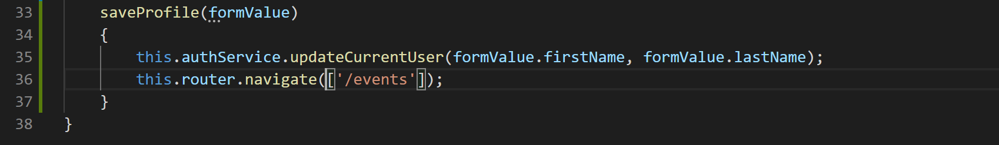 33 saveProfile(formValue)
34 {
35 this.authService.updateCurrentUser(formValue.firstName, formValue.lastName);
36 this.router.navigate(['/events']);
37 }
38 }